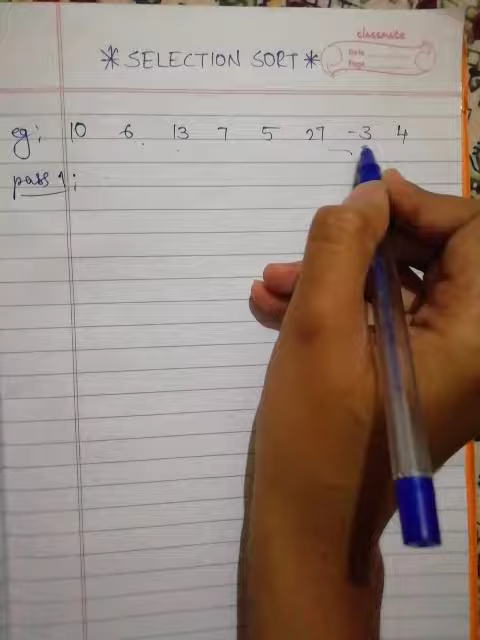 classmate
Date
Page
* SELECTION SORT *
eg: 10 6 13 7 5 27 -3 4
pass 1: